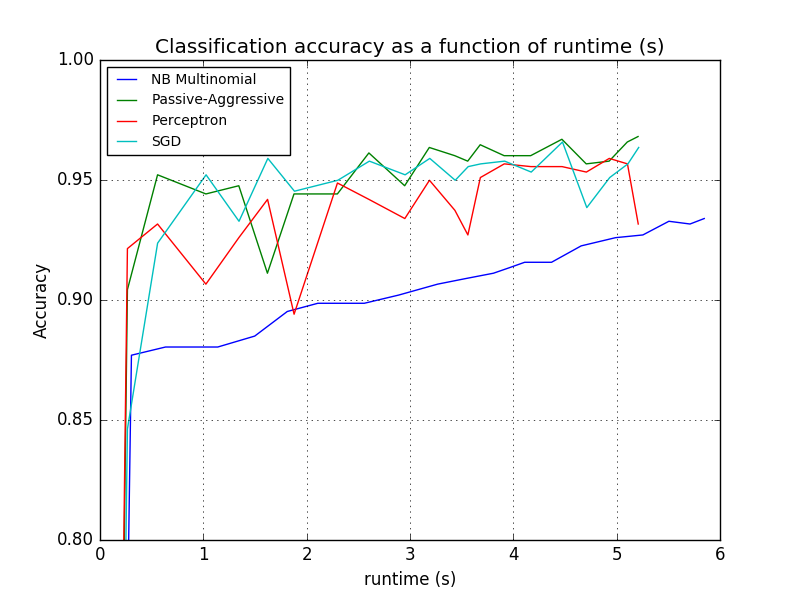 Classification accuracy as a function of runtime (s)
1.00
NB Multinomial
Passive-Aggressive
Perceptron
SGD
0.95
0.90
0.85
0.80
Accuracy
0 1 2 3 4 5 6
runtime (s)